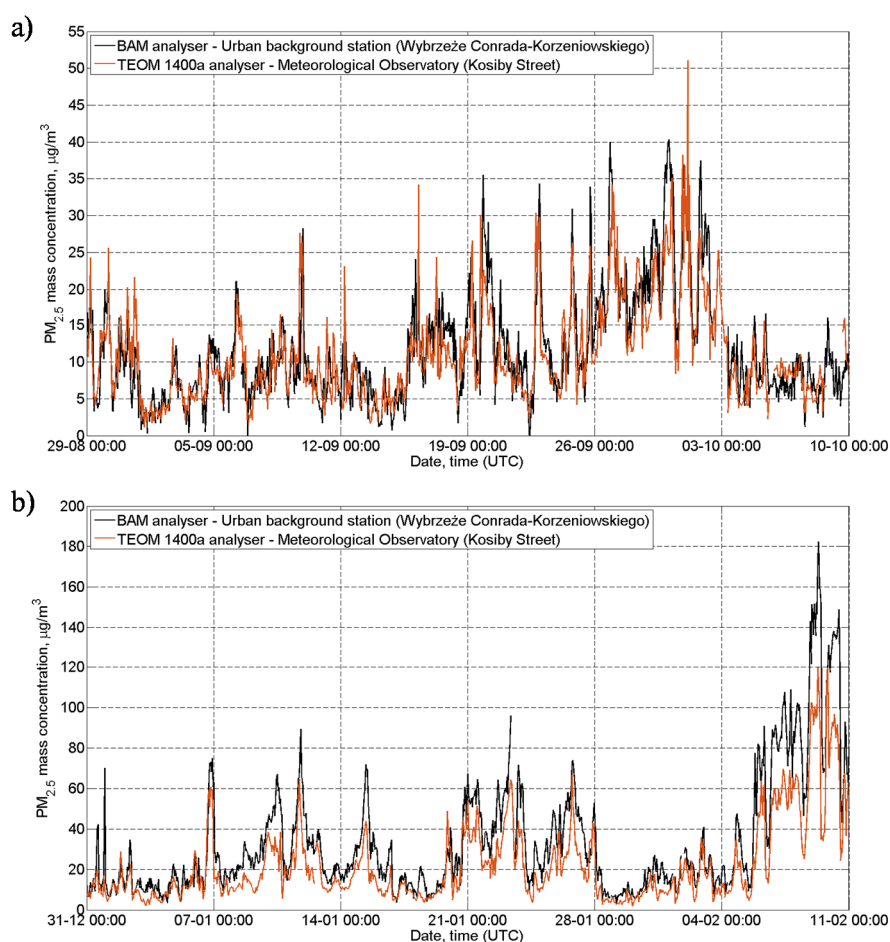 a)
55
50
45
40
35
30
25
20
15
10
5
0
PM2.5 mass concentration, µg/m³
BAM analyser - Urban background station (Wybrzeże Conrada-Korzeniowskiego)
TEOM 1400a analyser - Meteorological Observatory (Kosiby Street)
29-08 00:00 05-09 00:00 12-09 00:00 19-09 00:00 26-09 00:00 03-10 00:00 10-10 00:00
Date, time (UTC)
b)
200
180
160
140
120
100
80
60
40
20
0
PM2.5 mass concentration, µg/m³
BAM analyser - Urban background station (Wybrzeże Conrada-Korzeniowskiego)
TEOM 1400a analyser - Meteorological Observatory (Kosiby Street)
31-12 00:00 07-01 00:00 14-01 00:00 21-01 00:00 28-01 00:00 04-02 00:00 11-02 00:00
Date, time (UTC)